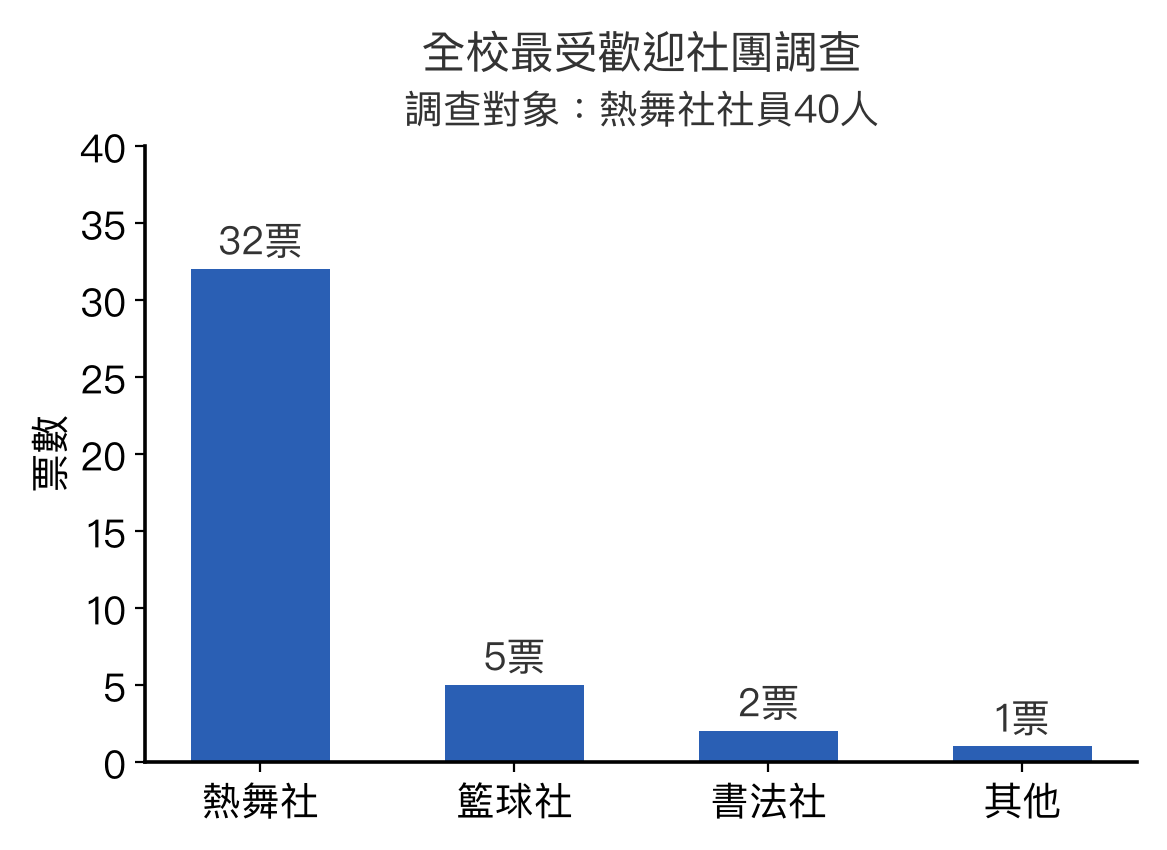 全校最受歡迎社團調查
調查對象：熱舞社社員40人
40
35
30
25
20
15
10
5
0
票數
32票
5票
2票
1票
熱舞社
籃球社
書法社
其他